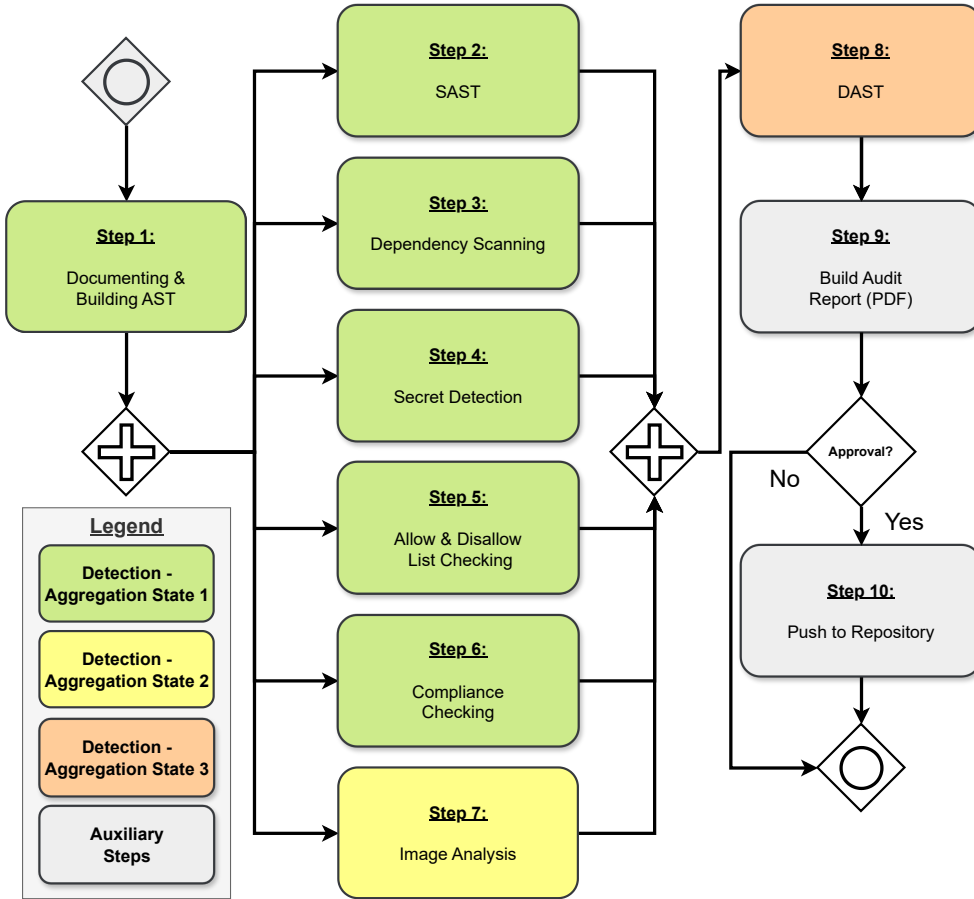 Step 1:
Documenting &
Building AST
Step 2:
SAST
Step 3:
Dependency Scanning
Step 4:
Secret Detection
Step 5:
Allow & Disallow
List Checking
Step 6:
Compliance
Checking
Step 7:
Image Analysis
Step 8:
DAST
Step 9:
Build Audit
Report (PDF)
Approval?
No
Yes
Step 10:
Push to Repository
Legend
Detection -
Aggregation State 1
Detection -
Aggregation State 2
Detection -
Aggregation State 3
Auxiliary
Steps